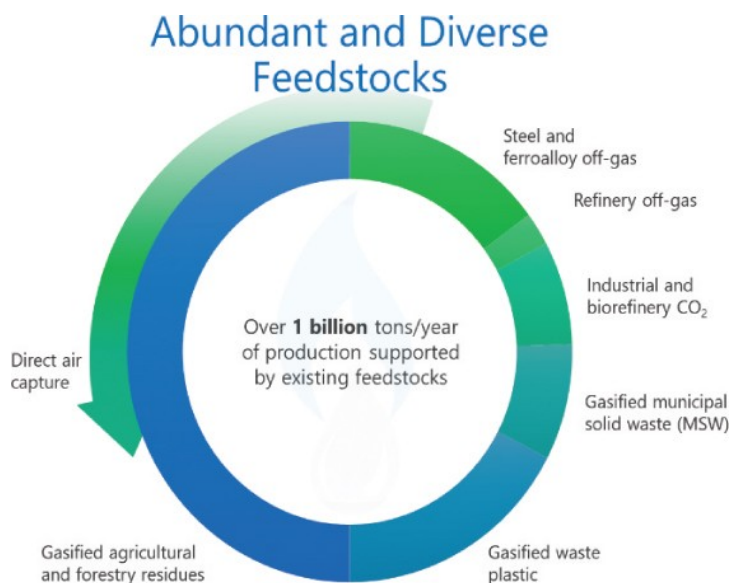 Abundant and Diverse
Feedstocks
Steel and
ferroalloy off-gas
Refinery off-gas
Industrial and
biorefinery CO₂
Over 1 billion tons/year
of production supported
by existing feedstocks
Direct air
capture
Gasified municipal
solid waste (MSW)
Gasified agricultural
and forestry residues
Gasified waste
plastic